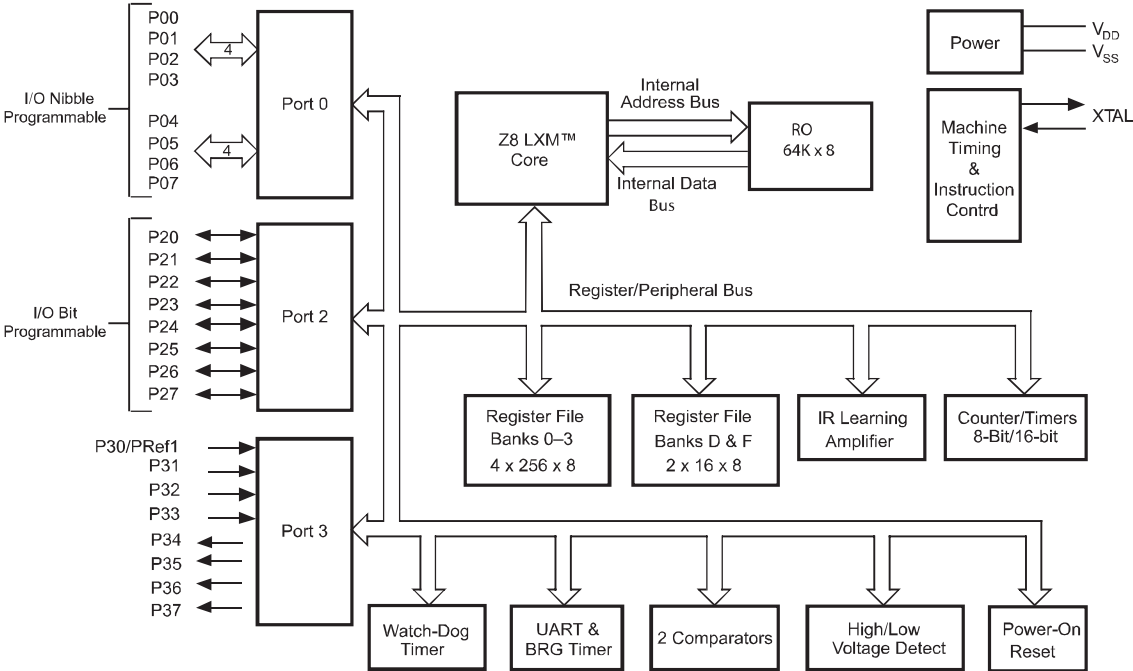 P00
P01
P02
P03
4
I/O Nibble
Programmable
P04
P05
P06
P07
4
Port 0
Z8 LXM™
Core
Internal
Address Bus
Internal Data
Bus
RO
64K x 8
Power
VDD
VSS
Machine
Timing
&
Instruction
Contrd
XTAL
P20
P21
P22
P23
P24
P25
P26
P27
I/O Bit
Programmable
Port 2
Register/Peripheral Bus
Register File
Banks 0–3
4 x 256 x 8
Register File
Banks D & F
2 x 16 x 8
IR Learning
Amplifier
Counter/Timers
8-Bit/16-bit
P30/PRef1
P31
P32
P33
P34
P35
P36
P37
Port 3
Watch-Dog
Timer
UART &
BRG Timer
2 Comparators
High/Low
Voltage Detect
Power-On
Reset